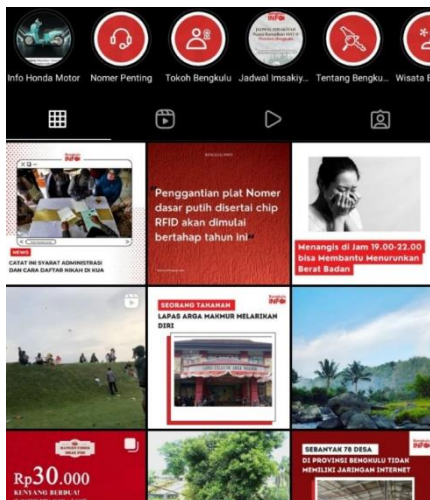 Info Honda Motor
Nomer Penting
Tokoh Bengkulu
Jadwal Imsakiy...
Tentang Bengku...
Wisata B
Bengkulu
INFO
NEWS
CATAT INI SYARAT ADMINISTRASI
DAN CARA DAFTAR NIKAH DI KUA
Penggantian plat Nomer
dasar putih disertai chip
RFID akan dimulai
bertahap tahun ini
Menangis di Jam 19.00-22.00
bisa Membantu Menurunkan
Berat Badan
SEORANG TAHANAN
LAPAS ARGA MAKMUR MELARIKAN
DIRI
Rp30.000
KENYANG BERDUA!
SEBANYAK 78 DESA
DI PROVINSI BENGKULU TIDAK
MEMILIKI JARINGAN INTERNET